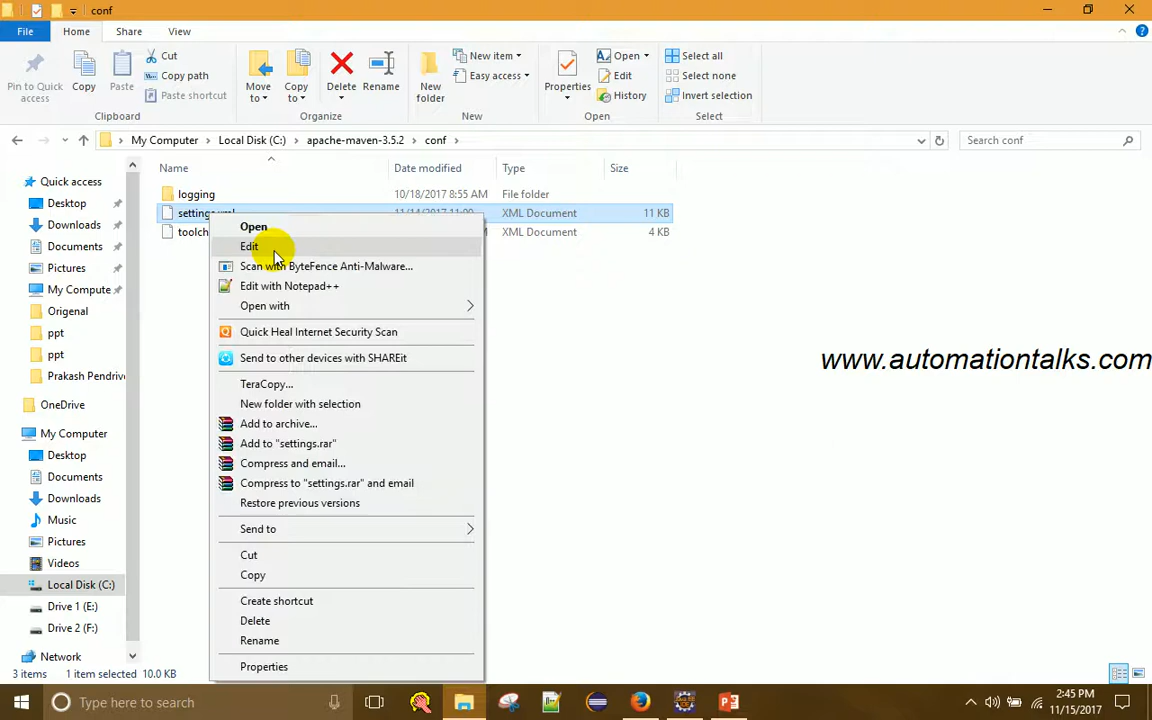 conf
File
Home
Share
View
Pin to Quick access
Copy
Paste
Cut
Copy path
Paste shortcut
Clipboard
Move to
Copy to
Delete
Rename
Organize
New folder
New item
Easy access
New
Properties
Open
Edit
History
Open
Select all
Select none
Invert selection
Select
My Computer
Local Disk (C:)
apache-maven-3.5.2
conf
Search conf
Name
Date modified
Type
Size
logging
10/18/2017 8:55 AM
File folder
XML Document
11 KB
XML Document
4 KB
Quick access
Desktop
Downloads
Documents
Pictures
My Compute
Origenal
ppt
ppt
Prakash Pendrive
OneDrive
My Computer
Desktop
Documents
Downloads
Music
Pictures
Videos
Local Disk (C:)
Drive 1 (E:)
Drive 2 (F:)
Network
Open
Edit
Scan with ByteFence Anti-Malware...
Edit with Notepad++
Open with
Quick Heal Internet Security Scan
Send to other devices with SHAREit
TeraCopy...
New folder with selection
Add to archive...
Add to "settings.rar"
Compress and email...
Compress to "settings.rar" and email
Restore previous versions
Send to
Cut
Copy
Create shortcut
Delete
Rename
Properties
www.automationtalks.com
3 items
1 item selected
10.0 KB
Type here to search
2:45 PM
11/15/2017